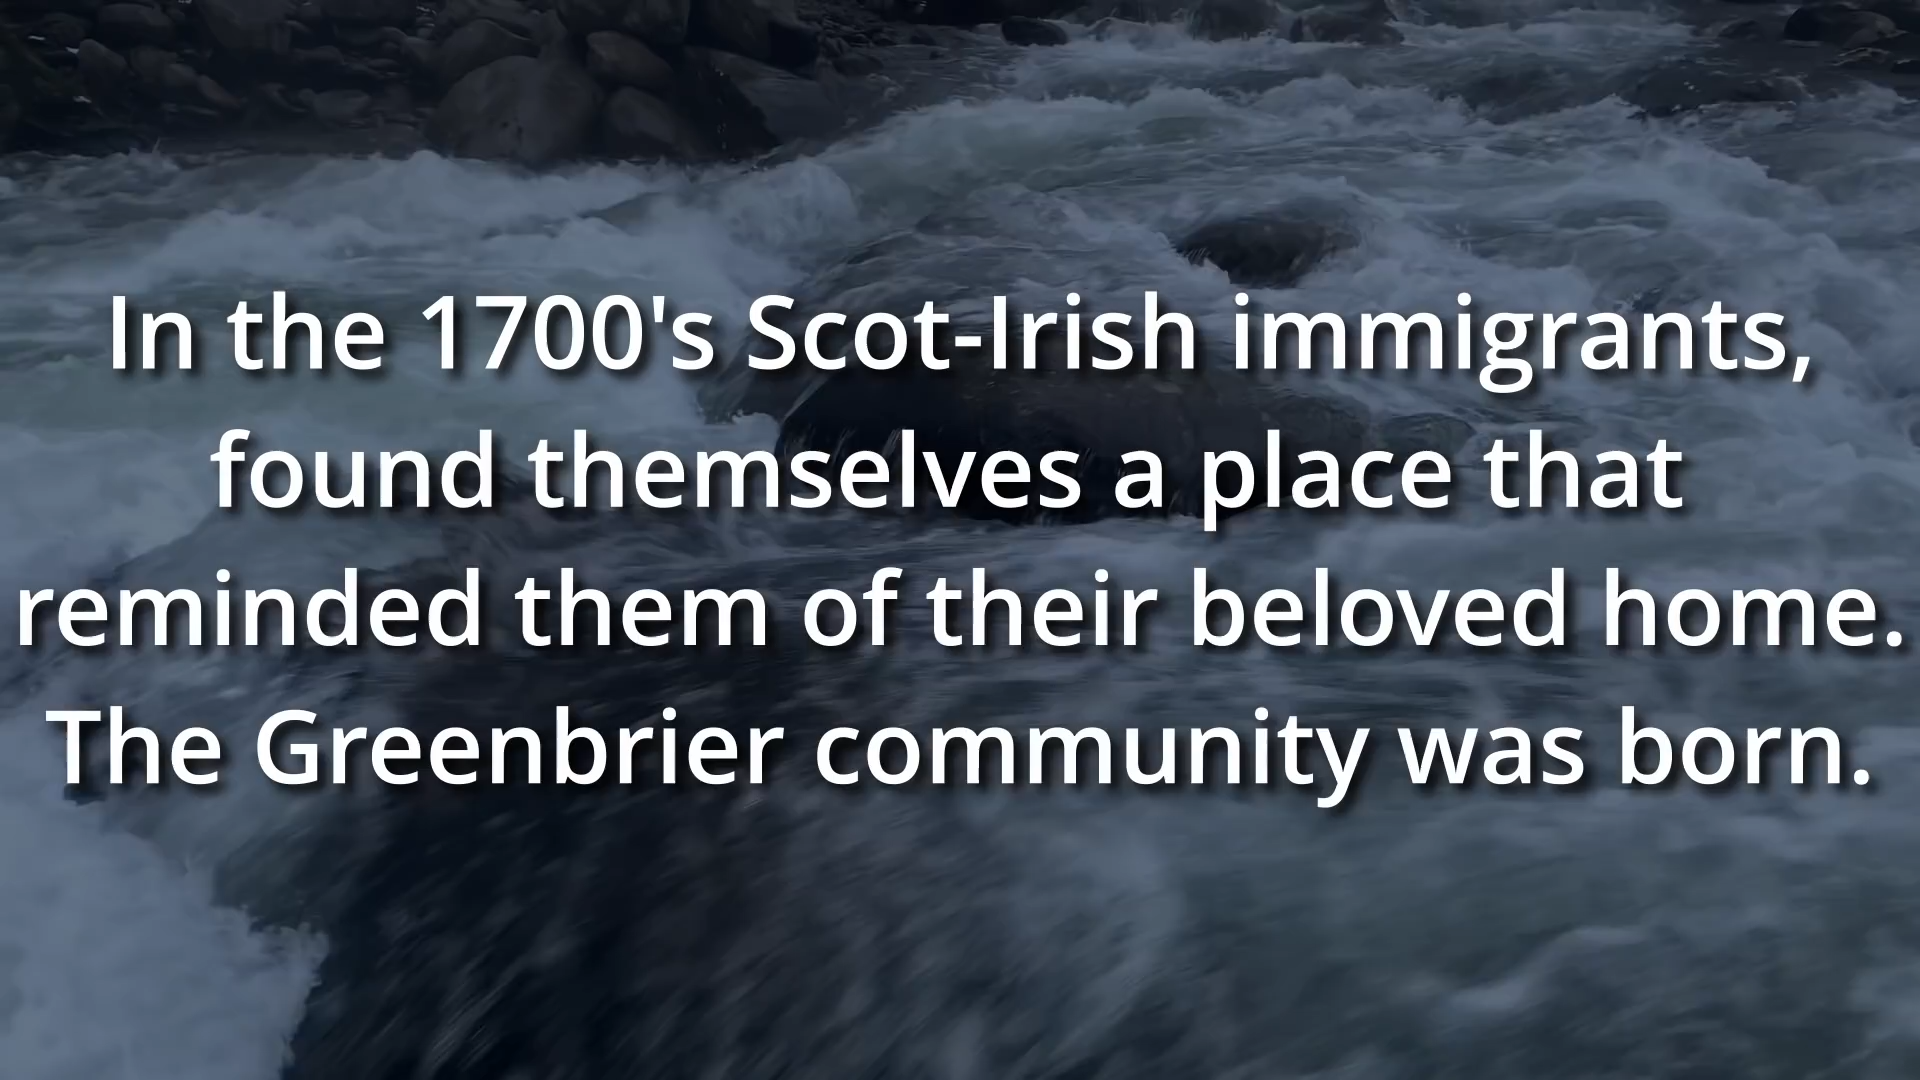 In the 1700's Scot-Irish immigrants,
found themselves a place that
reminded them of their beloved home.
The Greenbrier community was born.